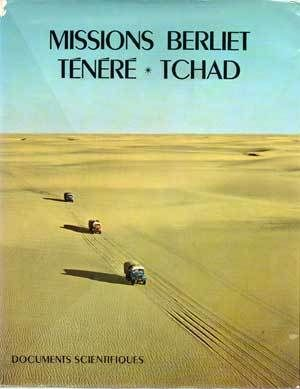 MISSIONS BERLIET
TÉNÉRÉ * TCHAD
DOCUMENTS SCIENTIFIQUES